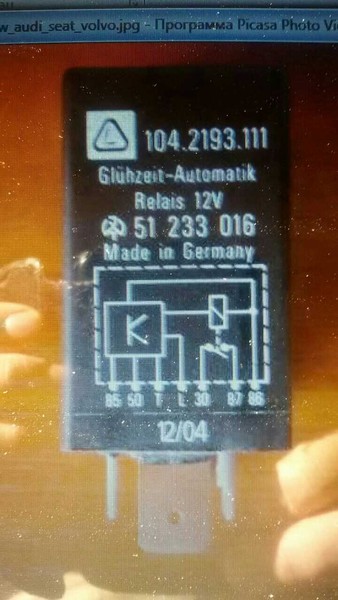 w_audi_seat_volvo.jpg - Программа Picasa Photo Vi
104.2193.111
Glühzeit-Automatik
Relais 12V
51 233 016
Made in Germany
K
85 50 T L 30 87 86
12/04